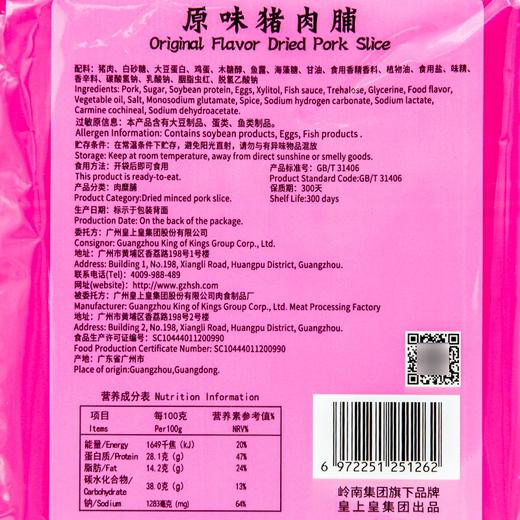 原味猪肉脯
Original Flavor Dried Pork Slice
配料：猪肉、白砂糖、大豆蛋白、鸡蛋、木糖醇、鱼露、海藻糖、甘油、食用香精香料、植物油、食用盐、味精、
香辛料、碳酸氢钠、乳酸钠、胭脂虫红、脱氢乙酸钠
Ingredients: Pork, Sugar, Soybean protein, Eggs, Xylitol, Fish sauce, Trehalose, Glycerine, Food flavor,
Vegetable oil, Salt, Monosodium glutamate, Spice, Sodium hydrogen carbonate, Sodium lactate,
Carmine cochineal, Sodium dehydroacetate
过敏原信息：本产品含有大豆制品、蛋类、鱼类制品。
Allergen Information: Contains soybean products, Eggs, Fish products .
贮存条件：在常温条件下贮存，避免阳光直射，请勿与有异味物品混放
Storage: Keep at room temperature, away from direct sunshine or smelly goods.
食用方法：开袋后即可食用 产品标准号：GB/T 31406
This product is ready-to-eat. Product Standard Code:GB/T 31406
产品分类：肉糜脯 保质期：300天
Product Category:Dried minced pork slice. Shelf Life:300 days
生产日期：标示于包装背面
Production Date: On the back of the package.
委托方：广州皇上皇集团股份有限公司
Consignor: Guangzhou King of Kings Group Corp., Ltd.
地址：广州市黄埔区香荔路198号1号楼
Address: Building 1, No.198, Xiangli Road, Huangpu District, Guangzhou.
联系电话(Tel)：4009-988-489
网址(website)：http://www.gzhsh.com
被委托方：广州皇上皇集团股份有限公司肉食制品厂
Manufacturer: Guangzhou King of Kings Group Corp., Ltd. Meat Processing Factory
地址：广州市黄埔区香荔路198号2号楼
Address: Building 2, No.198, Xiangli Road, Huangpu District, Guangzhou.
食品生产许可证编号：SC10444011200990
Food Production Certificate Number: SC10444011200990
产地：广东省广州市
Place of origin:Guangzhou,Guangdong.
营养成分表 Nutrition Information
项目 每100克 营养素参考值%
Items Per100g NRV%
能量/Energy 1649千焦 (kJ) 20%
蛋白质/Protein 28.1克 (g) 47%
脂肪/Fat 14.2克 (g) 24%
碳水化合物/
Carbohydrate 38.0克 (g) 13%
钠/Sodium 1283毫克 (mg) 64%
6 972251 251262
岭南集团旗下品牌
皇上皇集团出品